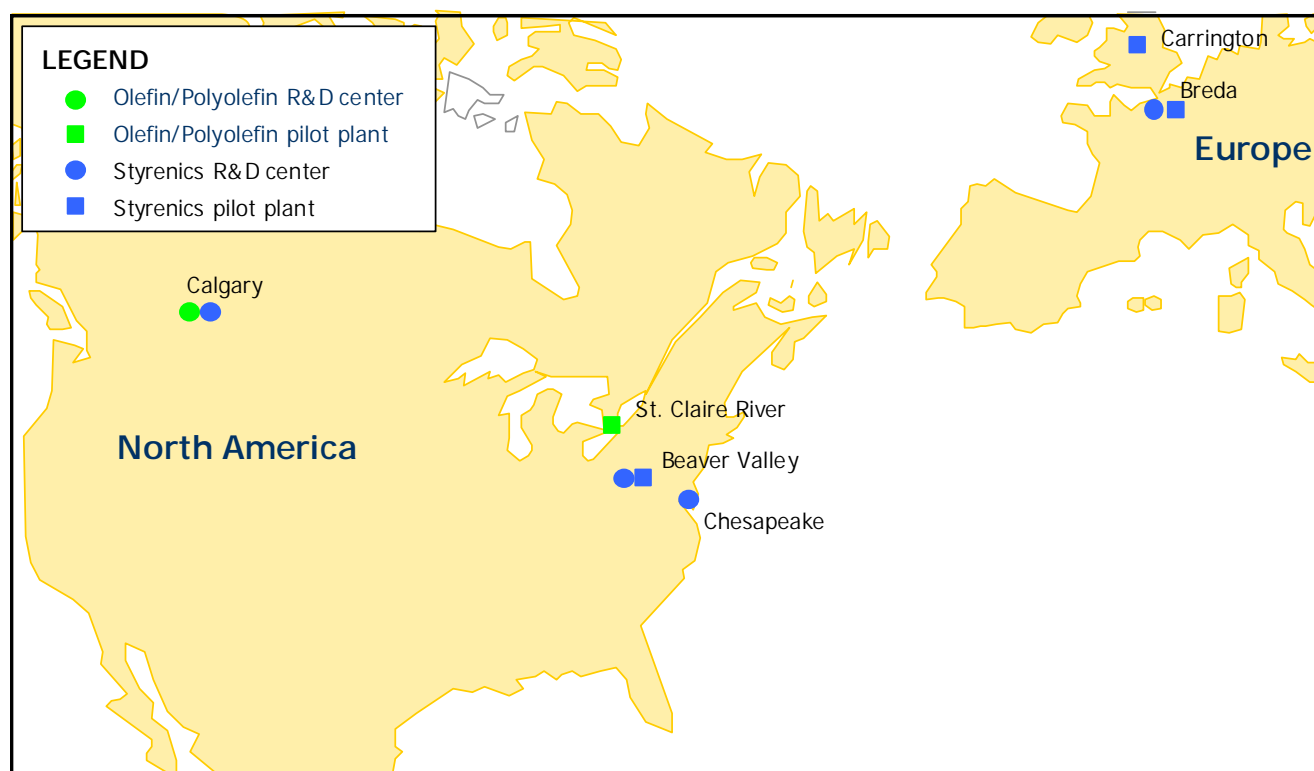 LEGEND
Olefin/Polyolefin R&D center
Olefin/Polyolefin pilot plant
Styrenics R&D center
Styrenics pilot plant
Carrington
Breda
Europe
Calgary
St. Claire River
North America
Beaver Valley
Chesapeake